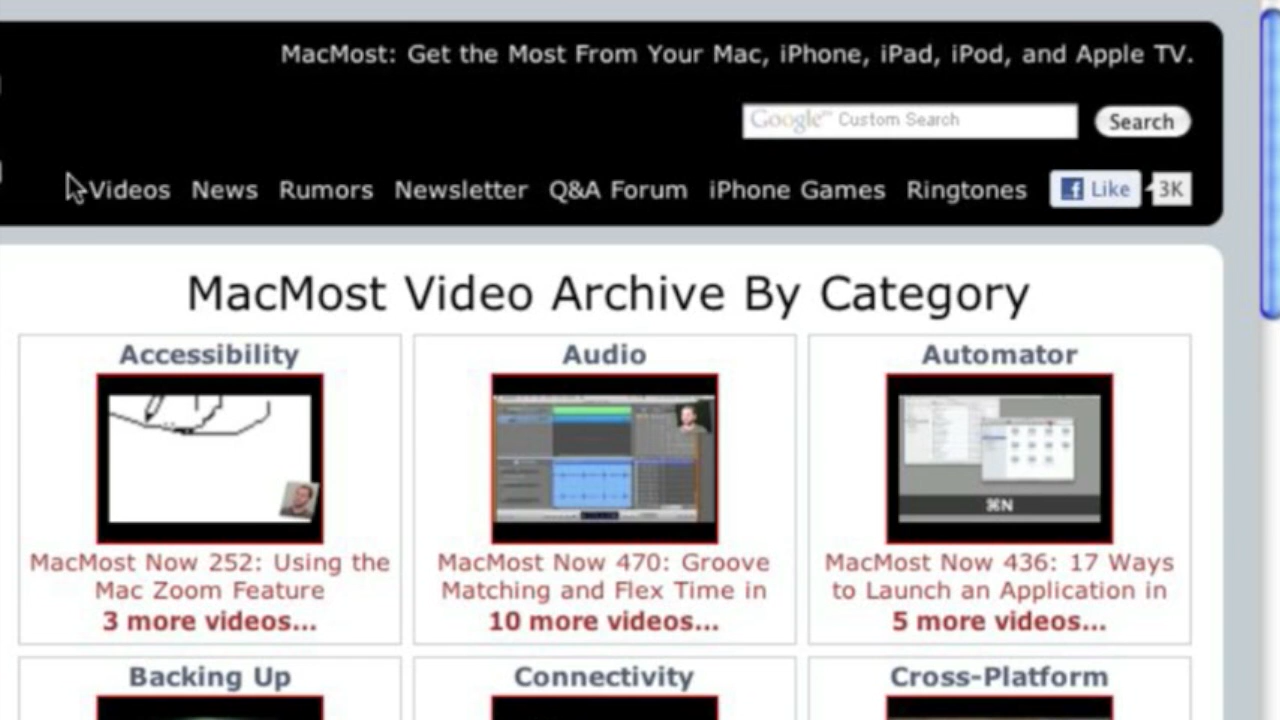 MacMost: Get the Most From Your Mac, iPhone, iPad, iPod, and Apple TV.
Google™ Custom Search Search
Videos News Rumors Newsletter Q&A Forum iPhone Games Ringtones Like 3K
MacMost Video Archive By Category
Accessibility Audio Automator
⌘N
MacMost Now 252: Using the MacMost Now 470: Groove MacMost Now 436: 17 Ways
Mac Zoom Feature Matching and Flex Time in to Launch an Application in
3 more videos... 10 more videos... 5 more videos...
Backing Up Connectivity Cross-Platform